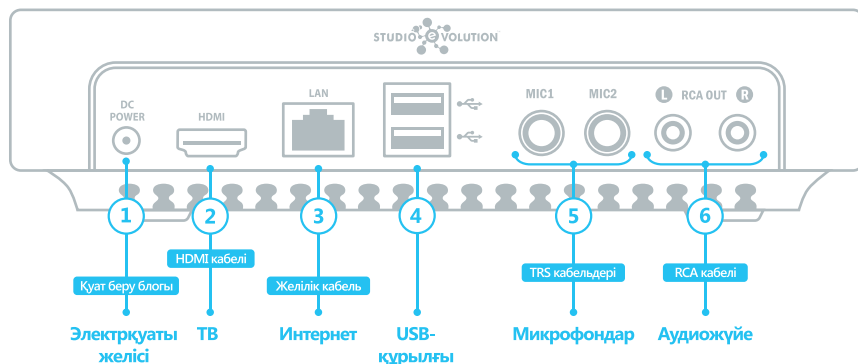 STUDIO EVOLUTION
DC
POWER
HDMI
LAN
MIC1
MIC2
L RCA OUT R
1
2
3
4
5
6
HDMI кабелі
Қуат беру блогы
Желілік кабель
TRS кабельдері
RCA кабелі
Электрқуаты
желісі
ТВ
Интернет
USB-
құрылғы
Микрофондар
Аудиожүйе